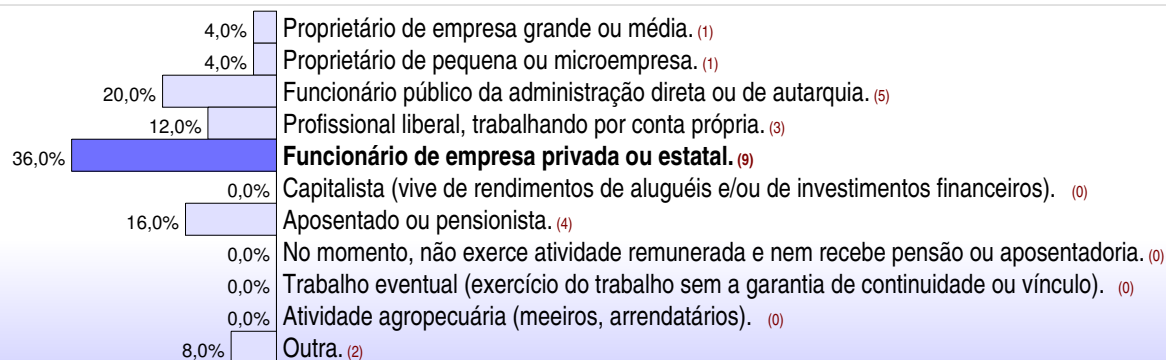 4,0% Proprietário de empresa grande ou média. (1)
4,0% Proprietário de pequena ou microempresa. (1)
20,0% Funcionário público da administração direta ou de autarquia. (5)
12,0% Profissional liberal, trabalhando por conta própria. (3)
36,0% Funcionário de empresa privada ou estatal. (9)
0,0% Capitalista (vive de rendimentos de aluguéis e/ou de investimentos financeiros). (0)
16,0% Aposentado ou pensionista. (4)
0,0% No momento, não exerce atividade remunerada e nem recebe pensão ou aposentadoria. (0)
0,0% Trabalho eventual (exercício do trabalho sem a garantia de continuidade ou vínculo). (0)
0,0% Atividade agropecuária (meeiros, arrendatários). (0)
8,0% Outra. (2)